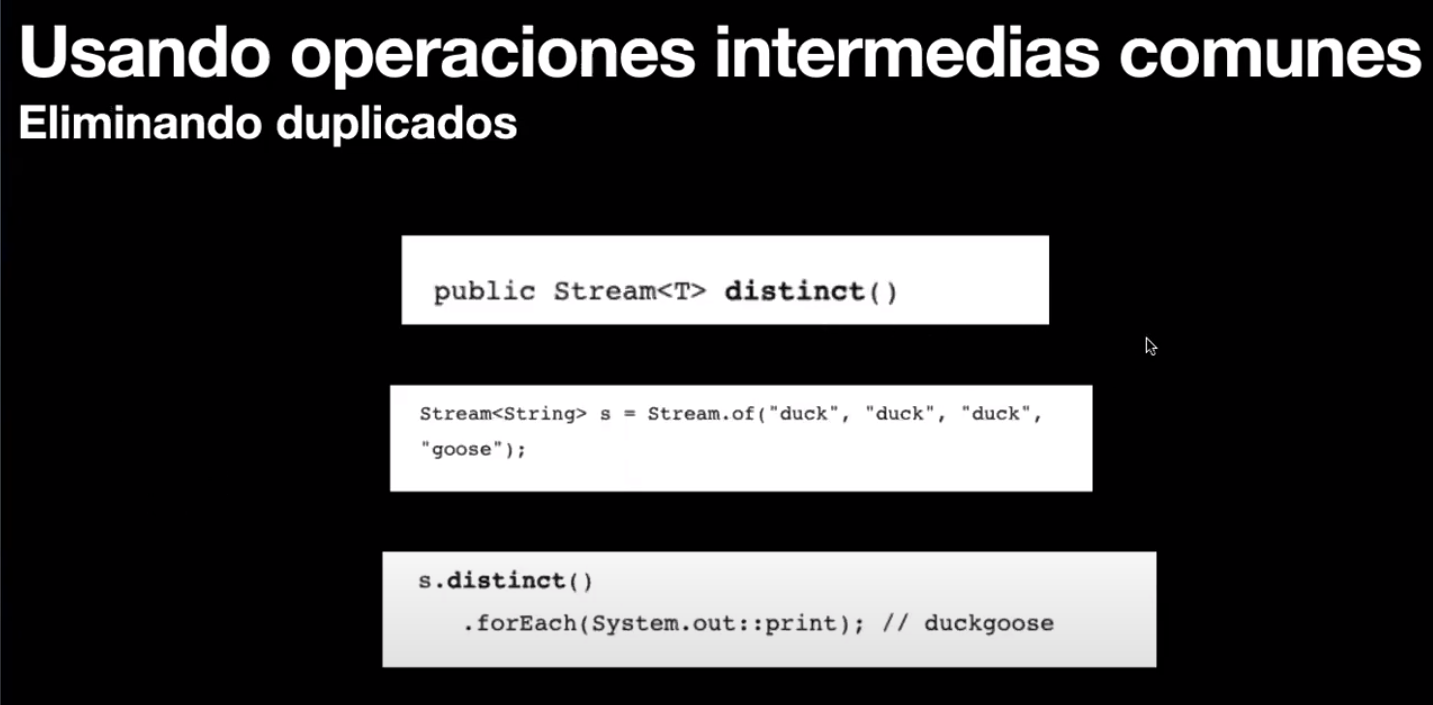 Usando operaciones intermedias comunes
Eliminando duplicados
public Stream<T> distinct()
Stream<String> s = Stream.of("duck", "duck", "duck",
"goose");
s.distinct()
.forEach(System.out::print); // duckgoose